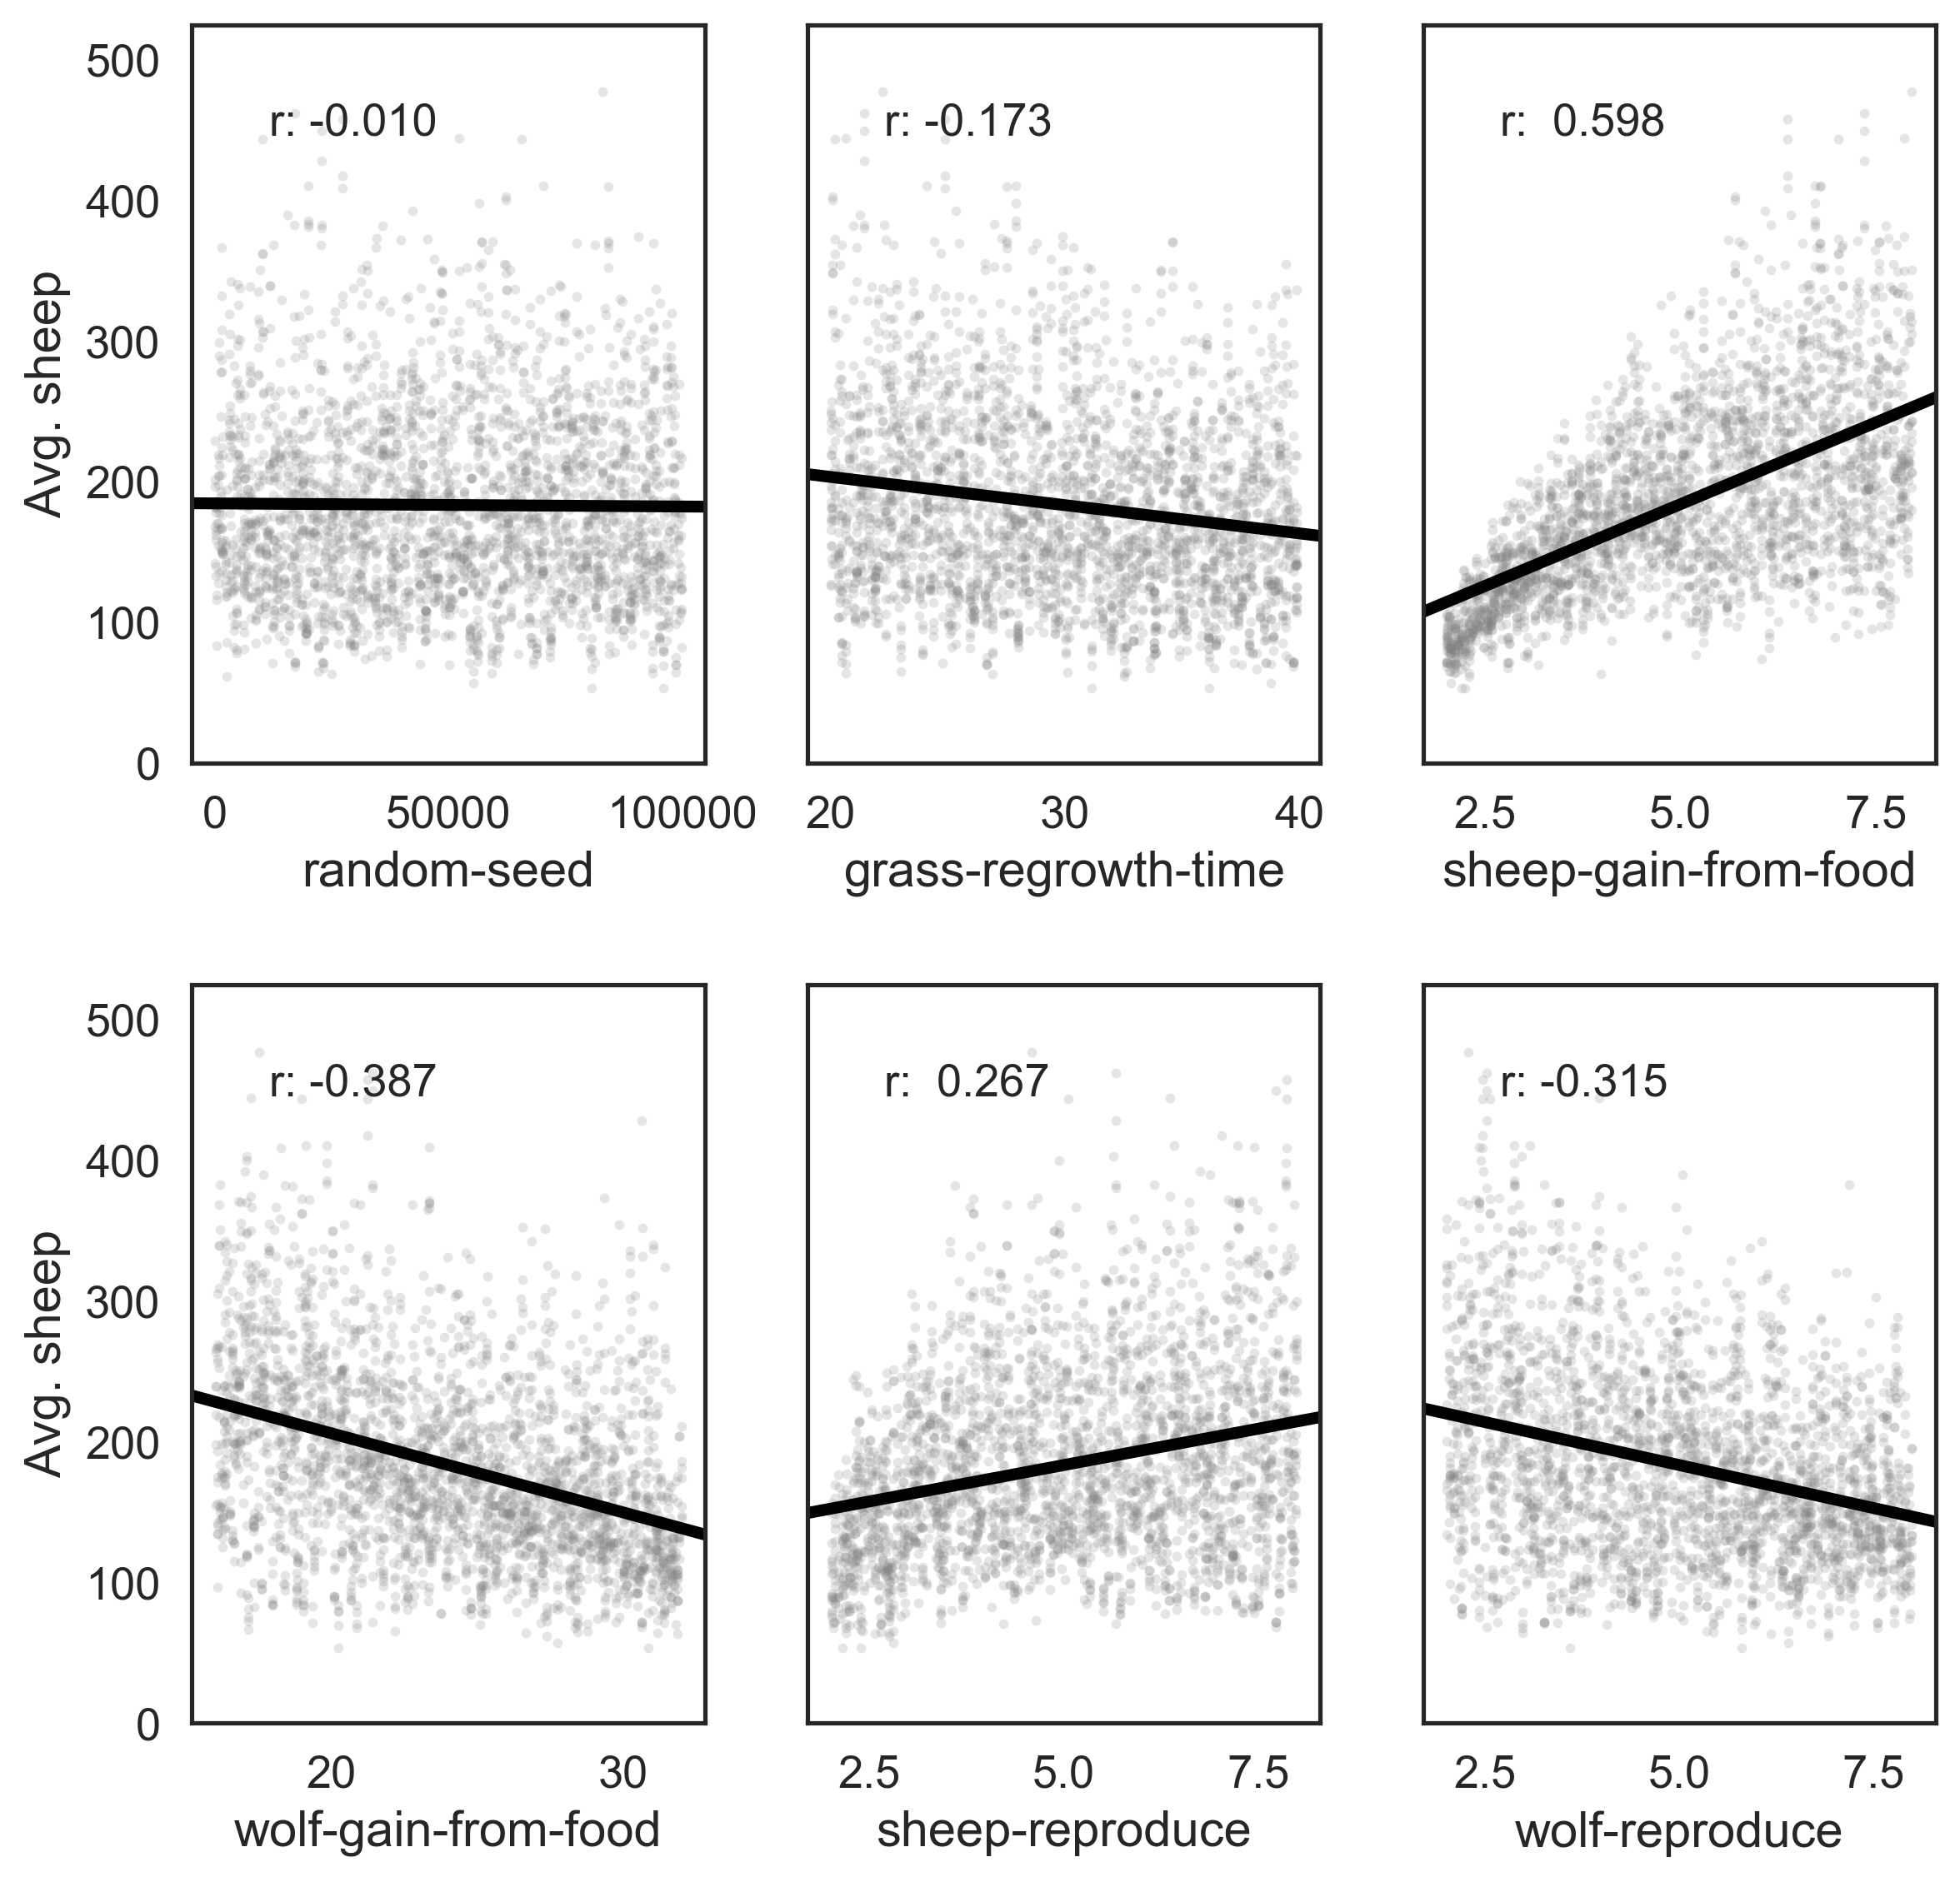 500
400
300
200
100
0
Avg. sheep
r: -0.010
0 50000 100000
random-seed
r: -0.173
20 30 40
grass-regrowth-time
r: 0.598
2.5 5.0 7.5
sheep-gain-from-food
500
400
300
200
100
0
Avg. sheep
r: -0.387
20 30
wolf-gain-from-food
r: 0.267
2.5 5.0 7.5
sheep-reproduce
r: -0.315
2.5 5.0 7.5
wolf-reproduce